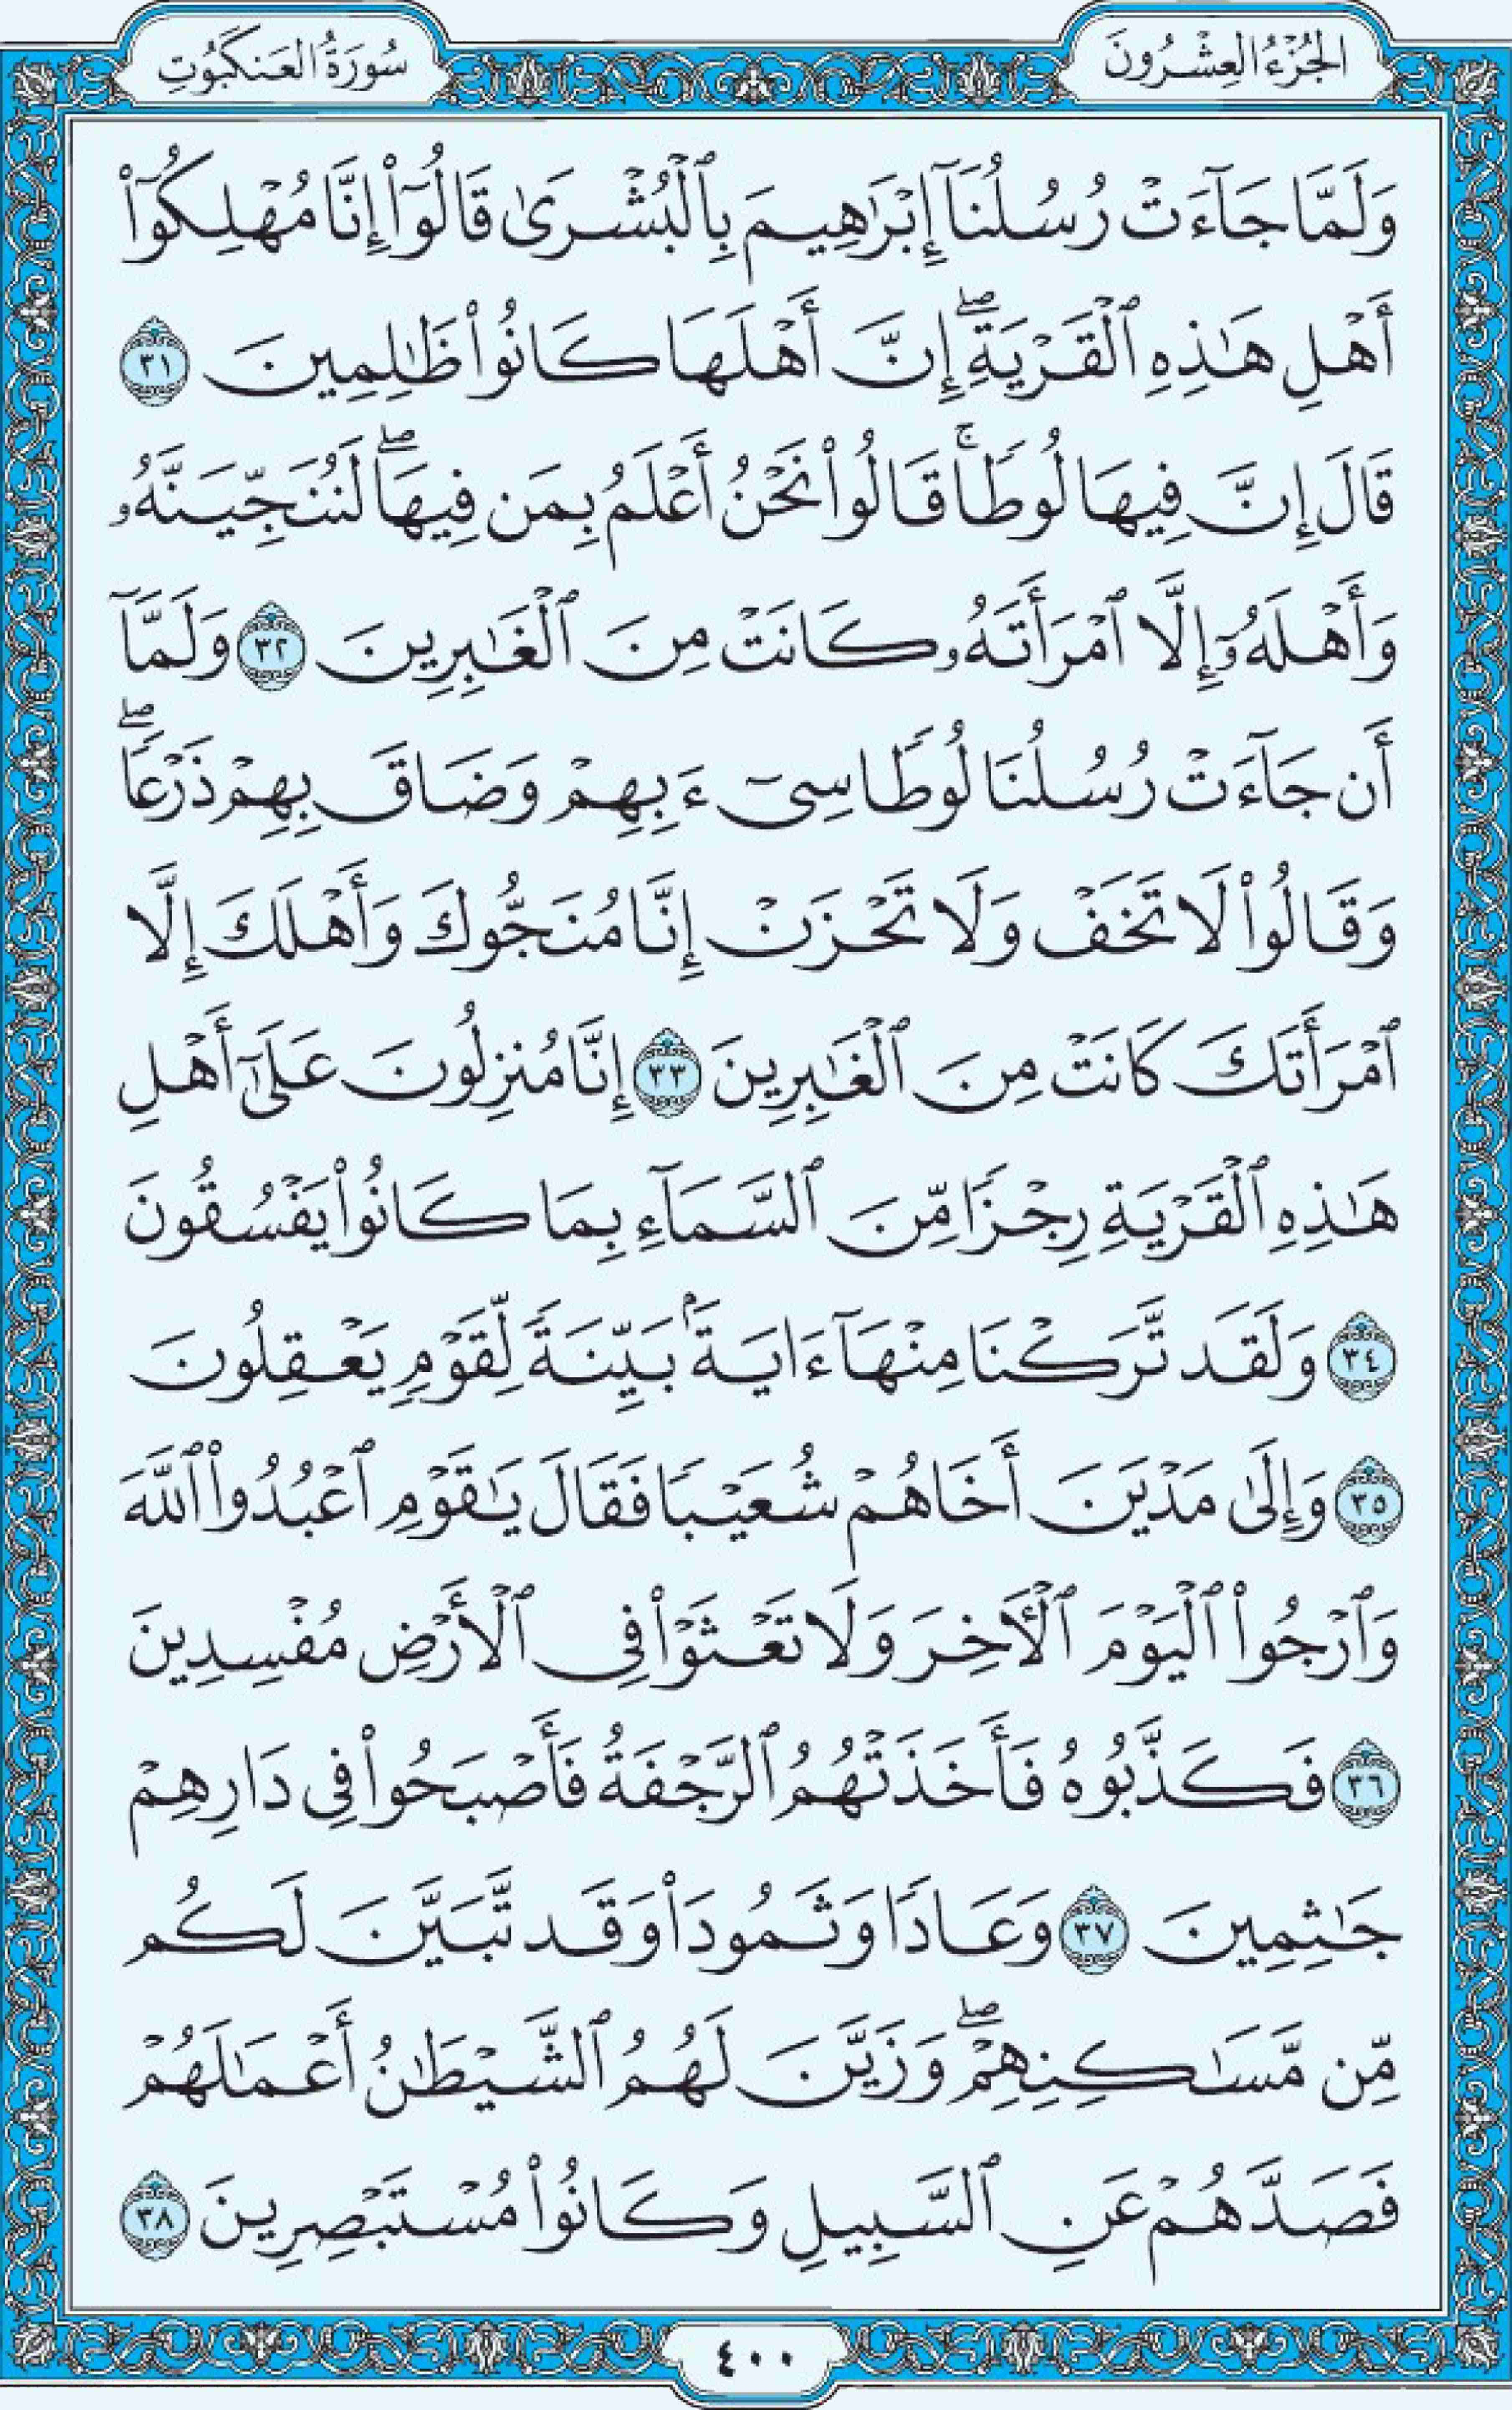 الجُزْءُ العِشْرُونَ
سُورَةُ العَنكَبُوتِ
وَلَمَّا جَآءَتْ رُسُلُنَآ إِبْرَٰهِيمَ بِٱلْبُشْرَىٰ قَالُوٓا۟ إِنَّا مُهْلِكُوٓا۟
أَهْلِ هَٰذِهِ ٱلْقَرْيَةِ ۖ إِنَّ أَهْلَهَا كَانُوا۟ ظَٰلِمِينَ ٣١
قَالَ إِنَّ فِيهَا لُوطًا ۚ قَالُوا۟ نَحْنُ أَعْلَمُ بِمَن فِيهَا ۖ لَنُنَجِّيَنَّهُۥ
وَأَهْلَهُۥٓ إِلَّا ٱمْرَأَتَهُۥ كَانَتْ مِنَ ٱلْغَٰبِرِينَ ٣٢ وَلَمَّآ
أَن جَآءَتْ رُسُلُنَا لُوطًا سِىٓءَ بِهِمْ وَضَاقَ بِهِمْ ذَرْعًا ۖ
وَقَالُوا۟ لَا تَخَفْ وَلَا تَحْزَنْ إِنَّا مُنَجُّوكَ وَأَهْلَكَ إِلَّا
ٱمْرَأَتَكَ كَانَتْ مِنَ ٱلْغَٰبِرِينَ ٣٣ إِنَّا مُنزِلُونَ عَلَىٰٓ أَهْلِ
هَٰذِهِ ٱلْقَرْيَةِ رِجْزًا مِّنَ ٱلسَّمَآءِ بِمَا كَانُوا۟ يَفْسُقُونَ
٣٤ وَلَقَد تَّرَكْنَا مِنْهَآ ءَايَةًۢ بَيِّنَةً لِّقَوْمٍ يَعْقِلُونَ
٣٥ وَإِلَىٰ مَدْيَنَ أَخَاهُمْ شُعَيْبًا فَقَالَ يَٰقَوْمِ ٱعْبُدُوا۟ ٱللَّهَ
وَٱرْجُوا۟ ٱلْيَوْمَ ٱلْـَٔاخِرَ وَلَا تَعْثَوْا۟ فِى ٱلْأَرْضِ مُفْسِدِينَ
٣٦ فَكَذَّبُوهُ فَأَخَذَتْهُمُ ٱلرَّجْفَةُ فَأَصْبَحُوا۟ فِى دَارِهِمْ
جَٰثِمِينَ ٣٧ وَعَادًا وَثَمُودَا۟ وَقَد تَّبَيَّنَ لَكُم
مِّن مَّسَٰكِنِهِمْ ۖ وَزَيَّنَ لَهُمُ ٱلشَّيْطَٰنُ أَعْمَٰلَهُمْ
فَصَدَّهُمْ عَنِ ٱلسَّبِيلِ وَكَانُوا۟ مُسْتَبْصِرِينَ ٣٨
٤٠٠